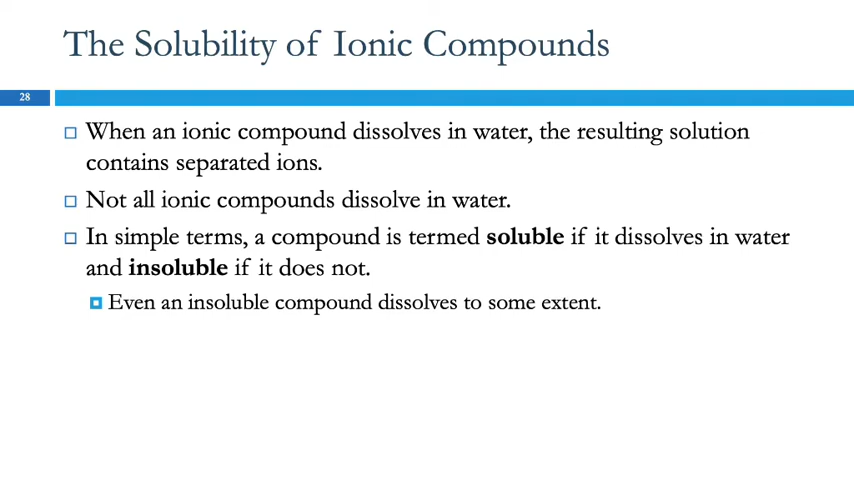 The Solubility of Ionic Compounds
28
When an ionic compound dissolves in water, the resulting solution
contains separated ions.
Not all ionic compounds dissolve in water.
In simple terms, a compound is termed soluble if it dissolves in water
and insoluble if it does not.
Even an insoluble compound dissolves to some extent.